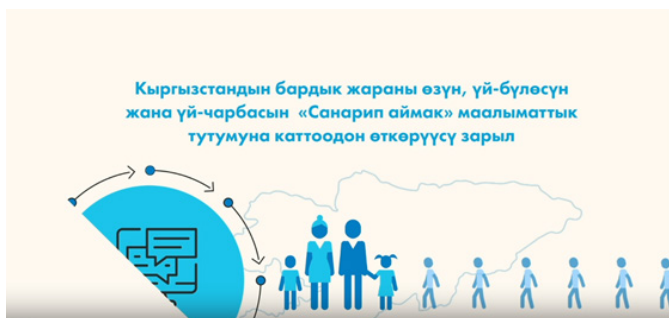 Кыргызстандын бардык жараны өзүн, үй-бүлөсүн
жана үй-чарбасын «Санарип аймак» маалыматтык
тутумуна каттоодон өткөрүүсү зарыл